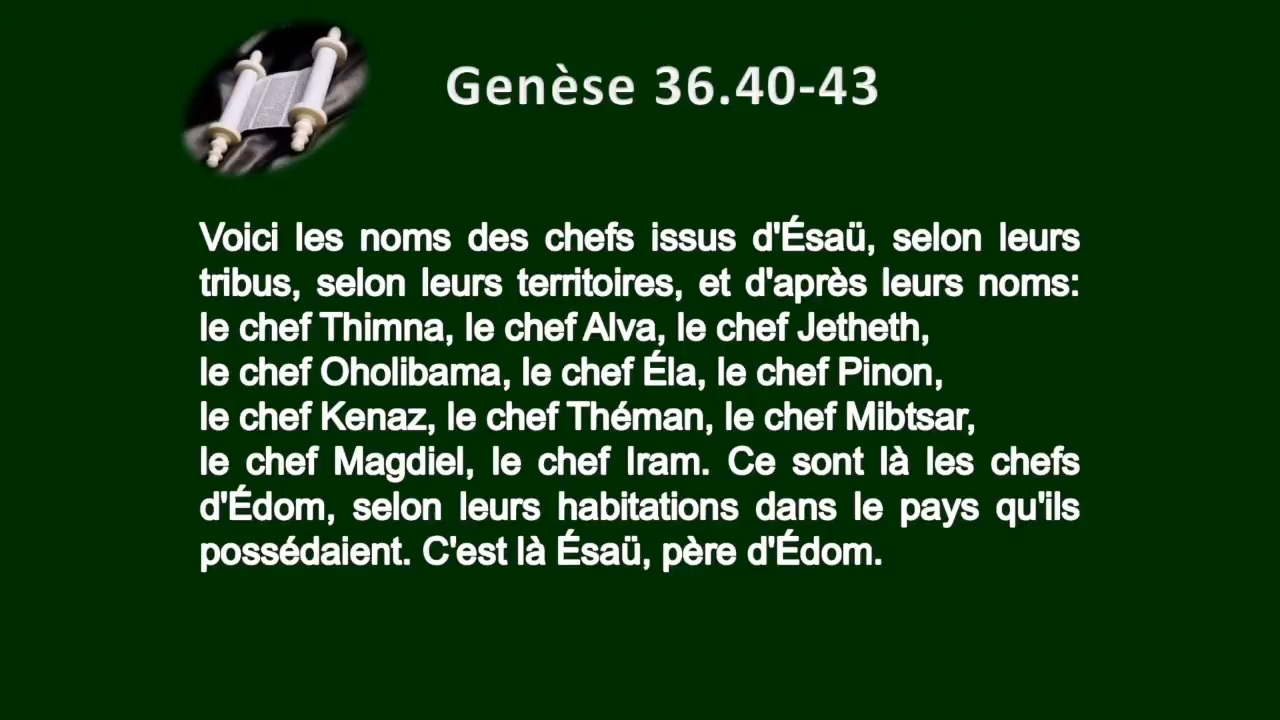 Genèse 36.40-43
Voici les noms des chefs issus d'Ésaü, selon leurs
tribus, selon leurs territoires, et d'après leurs noms:
le chef Thimna, le chef Alva, le chef Jetheth,
le chef Oholibama, le chef Éla, le chef Pinon,
le chef Kenaz, le chef Théman, le chef Mibtsar,
le chef Magdiel, le chef Iram. Ce sont là les chefs
d'Édom, selon leurs habitations dans le pays qu'ils
possédaient. C'est là Ésaü, père d'Édom.